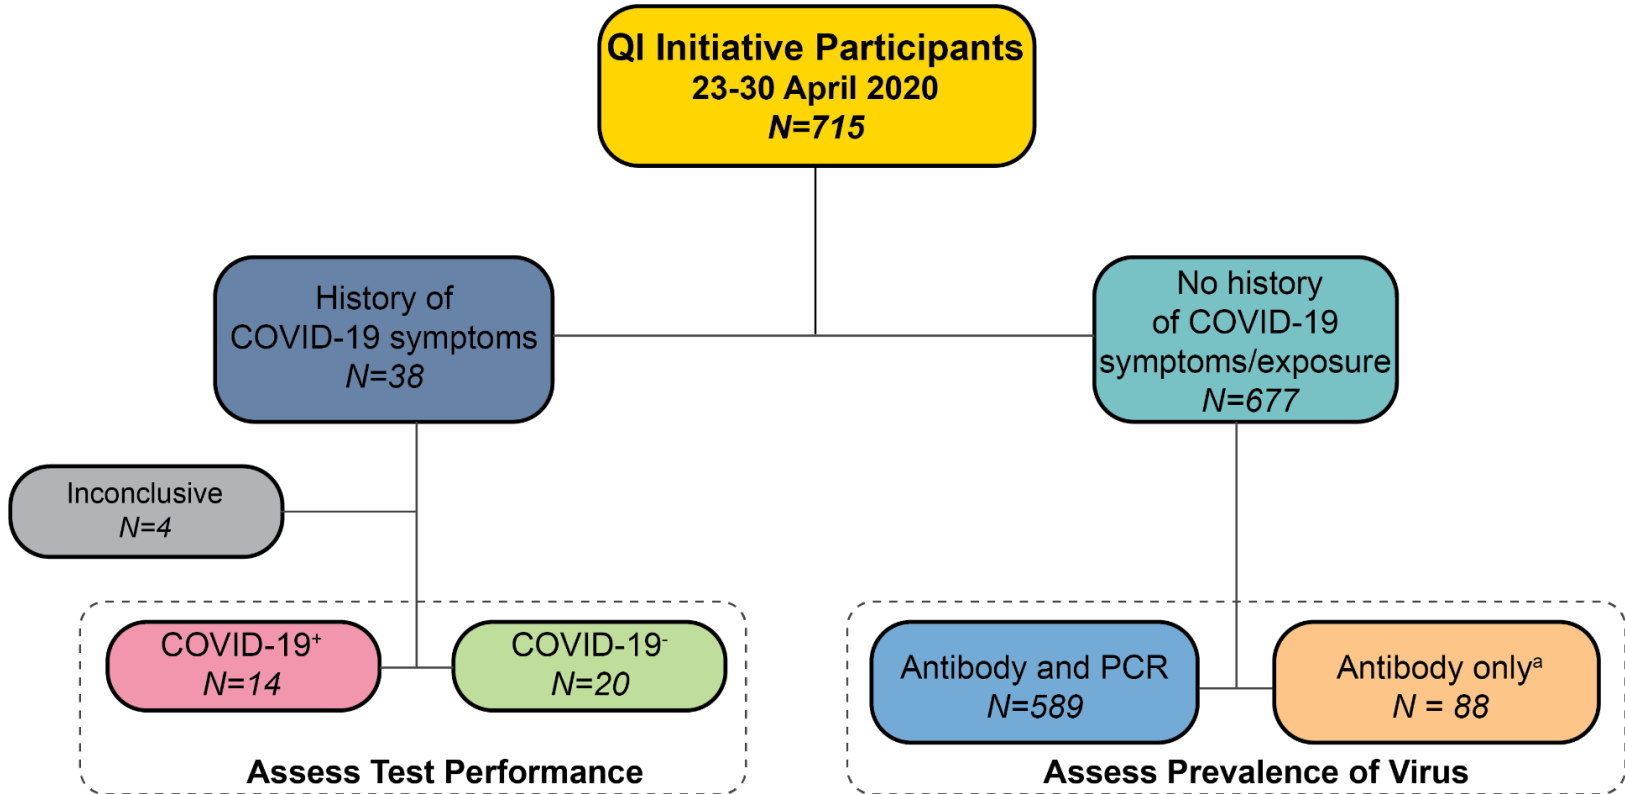 QI Initiative Participants
23-30 April 2020
N=715
History of
COVID-19 symptoms
N=38
No history
of COVID-19
symptoms/exposure
N=677
Inconclusive
N=4
COVID-19⁺
N=14
COVID-19⁻
N=20
Assess Test Performance
Antibody and PCR
N=589
Antibody onlyᵃ
N = 88
Assess Prevalence of Virus